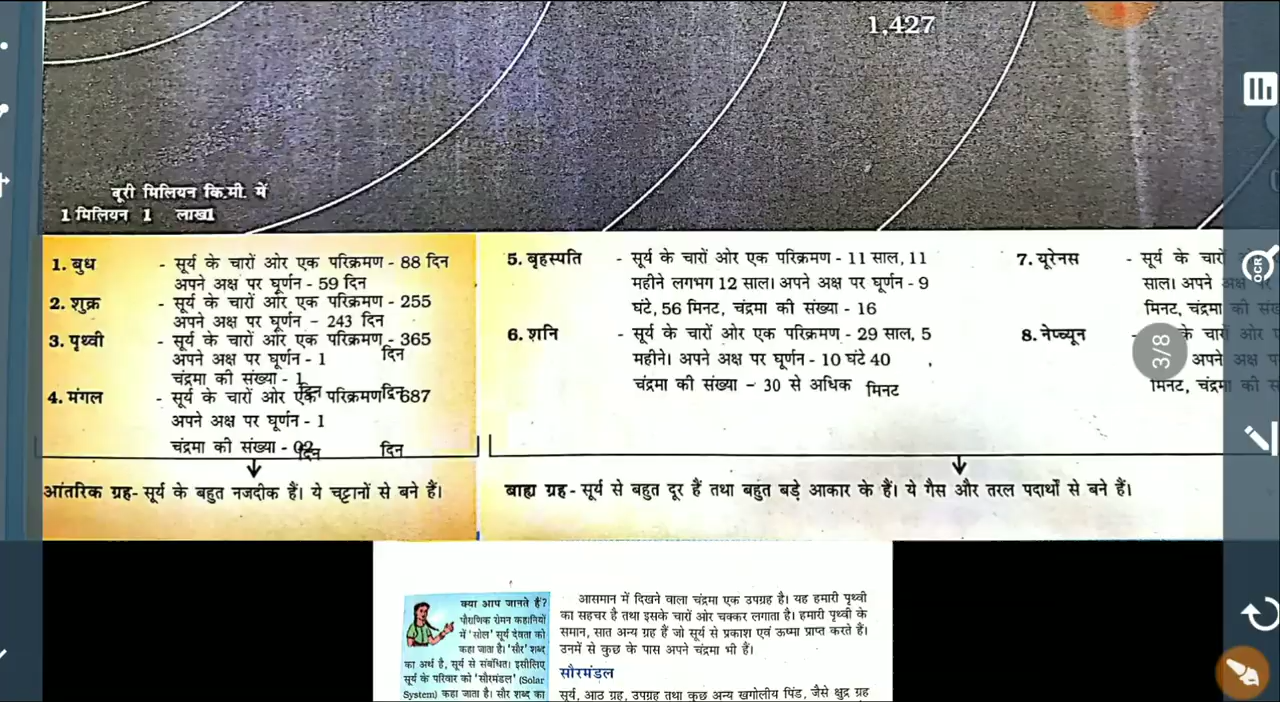 1,427
दूरी मिलियन कि.मी. में
1 मिलियन 1 लाख1
1. बुध - सूर्य के चारों ओर एक परिक्रमण - 88 दिन
अपने अक्ष पर घूर्णन - 59 दिन
2. शुक्र - सूर्य के चारों ओर एक परिक्रमण - 255
अपने अक्ष पर घूर्णन - 243 दिन
3. पृथ्वी - सूर्य के चारों ओर एक परिक्रमण - 365
अपने अक्ष पर घूर्णन - 1 दिन
चंद्रमा की संख्या - 1
दिन दिन
4. मंगल - सूर्य के चारों ओर एक परिक्रमण 687
अपने अक्ष पर घूर्णन - 1
चंद्रमा की संख्या - 02
दिन दिन
आंतरिक ग्रह- सूर्य के बहुत नजदीक हैं। ये चट्टानों से बने हैं।
5. बृहस्पति - सूर्य के चारों ओर एक परिक्रमण - 11 साल, 11
महीने लगभग 12 साल। अपने अक्ष पर घूर्णन - 9
घंटे, 56 मिनट, चंद्रमा की संख्या - 16
6. शनि - सूर्य के चारों ओर एक परिक्रमण - 29 साल, 5
महीने। अपने अक्ष पर घूर्णन - 10 घंटे 40 ,
चंद्रमा की संख्या - 30 से अधिक मिनट
7. यूरेनस - सूर्य के चारों
साल। अपने अक्ष
मिनट, चंद्रमा की
8. नेप्च्यून के चारों ओर
अपने अक्ष
मिनट, चंद्रमा की
बाह्य ग्रह - सूर्य से बहुत दूर हैं तथा बहुत बड़े आकार के हैं। ये गैस और तरल पदार्थों से बने हैं।
3/8
OCR
क्या आप जानते हैं?
पौराणिक रोमन कहानियों
में 'सोल' सूर्य देवता को
कहा जाता है। 'सौर' शब्द
का अर्थ है, सूर्य से संबंधित। इसीलिए
सूर्य के परिवार को 'सौरमंडल' (Solar
System) कहा जाता है। सौर शब्द का
आसमान में दिखने वाला चंद्रमा एक उपग्रह है। यह हमारी पृथ्वी
का सहचर है तथा इसके चारों ओर चक्कर लगाता है। हमारी पृथ्वी के
समान, सात अन्य ग्रह हैं जो सूर्य से प्रकाश एवं ऊष्मा प्राप्त करते हैं।
उनमें से कुछ के पास अपने चंद्रमा भी हैं।
सौरमंडल
सूर्य, आठ ग्रह, उपग्रह तथा कुछ अन्य खगोलीय पिंड, जैसे क्षुद्र ग्रह